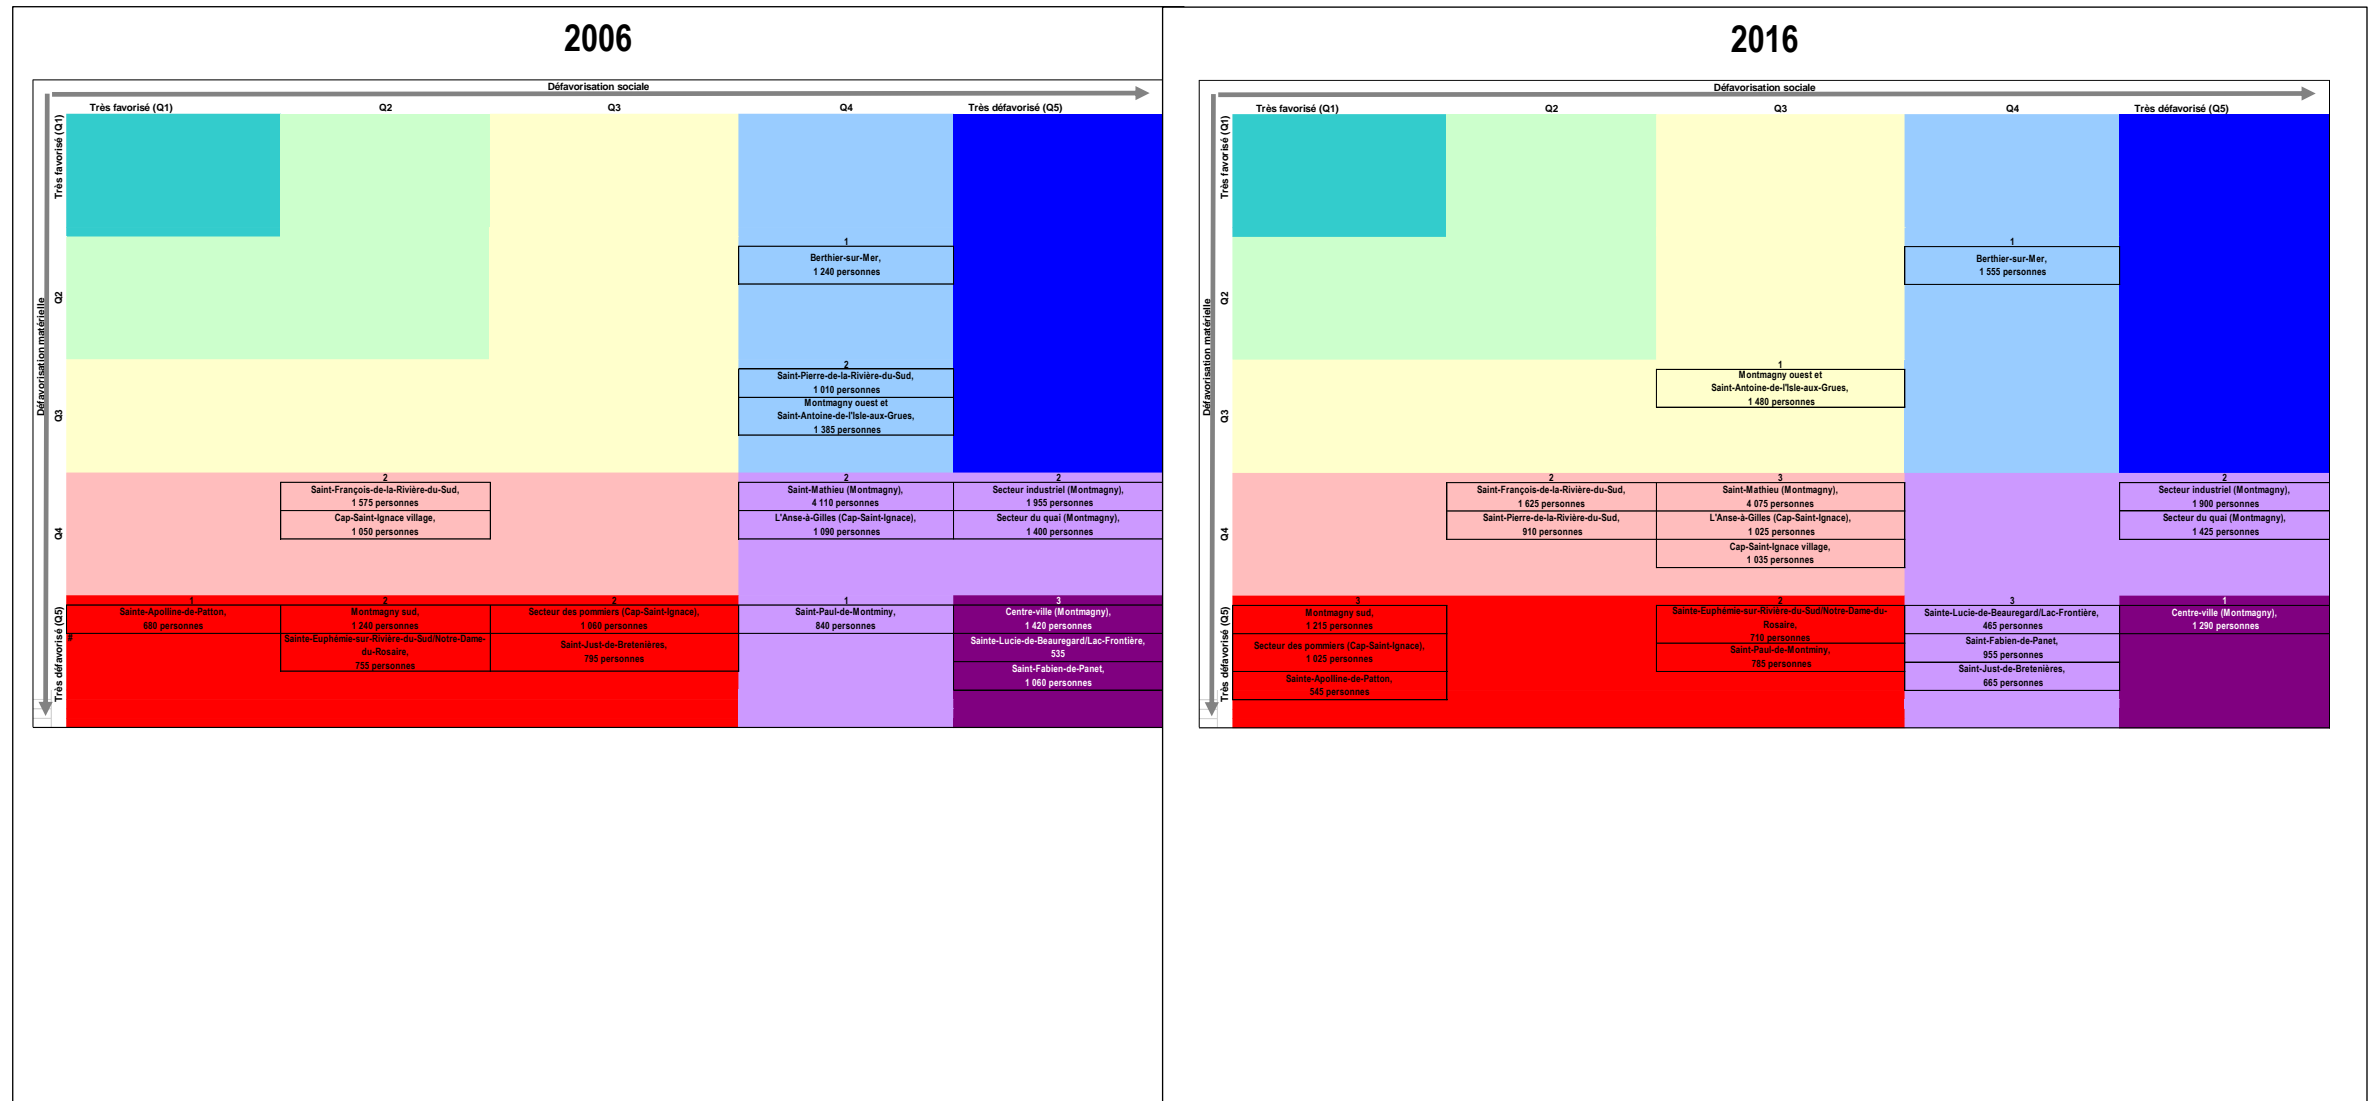 2006
Défavorisation sociale
Très favorisé (Q1)
Q2
Q3
Q4
Très défavorisé (Q5)
Défavorisation matérielle
Très favorisé (Q1)
1
Berthier-sur-Mer,
1 240 personnes
Q2
2
Saint-Pierre-de-la-Rivière-du-Sud,
1 010 personnes
Montmagny ouest et
Saint-Antoine-de-l'Isle-aux-Grues,
1 385 personnes
Q3
2
Saint-François-de-la-Rivière-du-Sud,
1 575 personnes
Cap-Saint-Ignace village,
1 050 personnes
2
Saint-Mathieu (Montmagny),
4 110 personnes
L'Anse-à-Gilles (Cap-Saint-Ignace),
1 090 personnes
2
Secteur industriel (Montmagny),
1 955 personnes
Secteur du quai (Montmagny),
1 400 personnes
Q4
Très défavorisé (Q5)
1
Sainte-Apolline-de-Patton,
680 personnes
#
2
Montmagny sud,
1 240 personnes
Sainte-Euphémie-sur-Rivière-du-Sud/Notre-Dame-
du-Rosaire,
755 personnes
2
Secteur des pommiers (Cap-Saint-Ignace),
1 060 personnes
Saint-Just-de-Bretenières,
795 personnes
1
Saint-Paul-de-Montminy,
840 personnes
3
Centre-ville (Montmagny),
1 420 personnes
Sainte-Lucie-de-Beauregard/Lac-Frontière,
535
Saint-Fabien-de-Panet,
1 060 personnes
2016
Défavorisation sociale
Très favorisé (Q1)
Q2
Q3
Q4
Très défavorisé (Q5)
Défavorisation matérielle
Très favorisé (Q1)
1
Berthier-sur-Mer,
1 555 personnes
Q2
1
Montmagny ouest et
Saint-Antoine-de-l'Isle-aux-Grues,
1 480 personnes
Q3
2
Saint-François-de-la-Rivière-du-Sud,
1 625 personnes
Saint-Pierre-de-la-Rivière-du-Sud,
910 personnes
3
Saint-Mathieu (Montmagny),
4 075 personnes
L'Anse-à-Gilles (Cap-Saint-Ignace),
1 025 personnes
Cap-Saint-Ignace village,
1 035 personnes
2
Secteur industriel (Montmagny),
1 900 personnes
Secteur du quai (Montmagny),
1 425 personnes
Q4
Très défavorisé (Q5)
3
Montmagny sud,
1 215 personnes
Secteur des pommiers (Cap-Saint-Ignace),
1 025 personnes
Sainte-Apolline-de-Patton,
545 personnes
2
Sainte-Euphémie-sur-Rivière-du-Sud/Notre-Dame-du-
Rosaire,
710 personnes
Saint-Paul-de-Montminy,
785 personnes
3
Sainte-Lucie-de-Beauregard/Lac-Frontière,
465 personnes
Saint-Fabien-de-Panet,
955 personnes
Saint-Just-de-Bretenières,
665 personnes
1
Centre-ville (Montmagny),
1 290 personnes